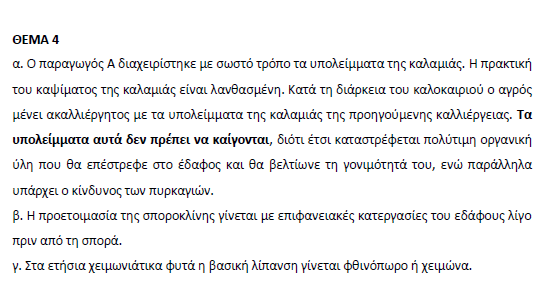 ΘΕΜΑ 4
α. Ο παραγωγός Α διαχειρίστηκε με σωστό τρόπο τα υπολείμματα της καλαμιάς. Η πρακτική
του καψίματος της καλαμιάς είναι λανθασμένη. Κατά τη διάρκεια του καλοκαιριού ο αγρός
μένει ακαλλιέργητος με τα υπολείμματα της καλαμιάς της προηγούμενης καλλιέργειας. Τα
υπολείμματα αυτά δεν πρέπει να καίγονται, διότι έτσι καταστρέφεται πολύτιμη οργανική
ύλη που θα επέστρεφε στο έδαφος και θα βελτίωνε τη γονιμότητά του, ενώ παράλληλα
υπάρχει ο κίνδυνος των πυρκαγιών.
β. Η προετοιμασία της σποροκλίνης γίνεται με επιφανειακές κατεργασίες του εδάφους λίγο
πριν από τη σπορά.
γ. Στα ετήσια χειμωνιάτικα φυτά η βασική λίπανση γίνεται φθινόπωρο ή χειμώνα.